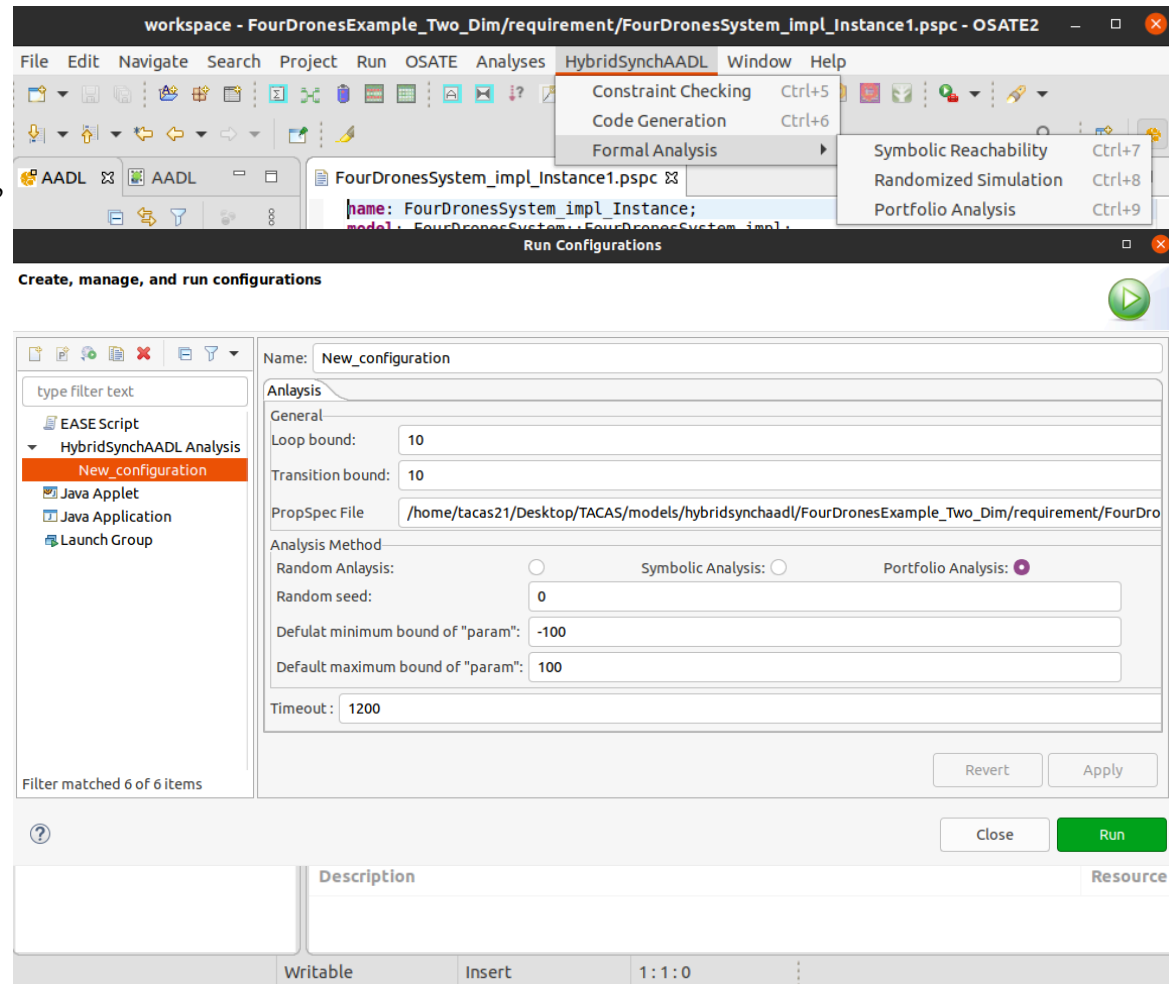 workspace - FourDronesExample_Two_Dim/requirement/FourDronesSystem_impl_Instance1.pspc - OSATE2
File Edit Navigate Search Project Run OSATE Analyses HybridSynchAADL Window Help
Constraint Checking Ctrl+5
Code Generation Ctrl+6
Formal Analysis
Symbolic Reachability Ctrl+7
Randomized Simulation Ctrl+8
Portfolio Analysis Ctrl+9
AADL AADL FourDronesSystem_impl_Instance1.pspc
name: FourDronesSystem_impl_Instance;
model: FourDronesSystem::FourDronesSystem_impl;
Run Configurations
Create, manage, and run configurations
Name: New_configuration
type filter text
EASE Script
HybridSynchAADL Analysis
New_configuration
Java Applet
Java Application
Launch Group
Filter matched 6 of 6 items
Anlaysis
General
Loop bound: 10
Transition bound: 10
PropSpec File /home/tacas21/Desktop/TACAS/models/hybridsynchaadl/FourDronesExample_Two_Dim/requirement/FourDro
Analysis Method
Random Anlaysis: Symbolic Analysis: Portfolio Analysis:
Random seed: 0
Defulat minimum bound of "param": -100
Default maximum bound of "param": 100
Timeout : 1200
Revert Apply
Close Run
Description Resource
Writable Insert 1:1:0